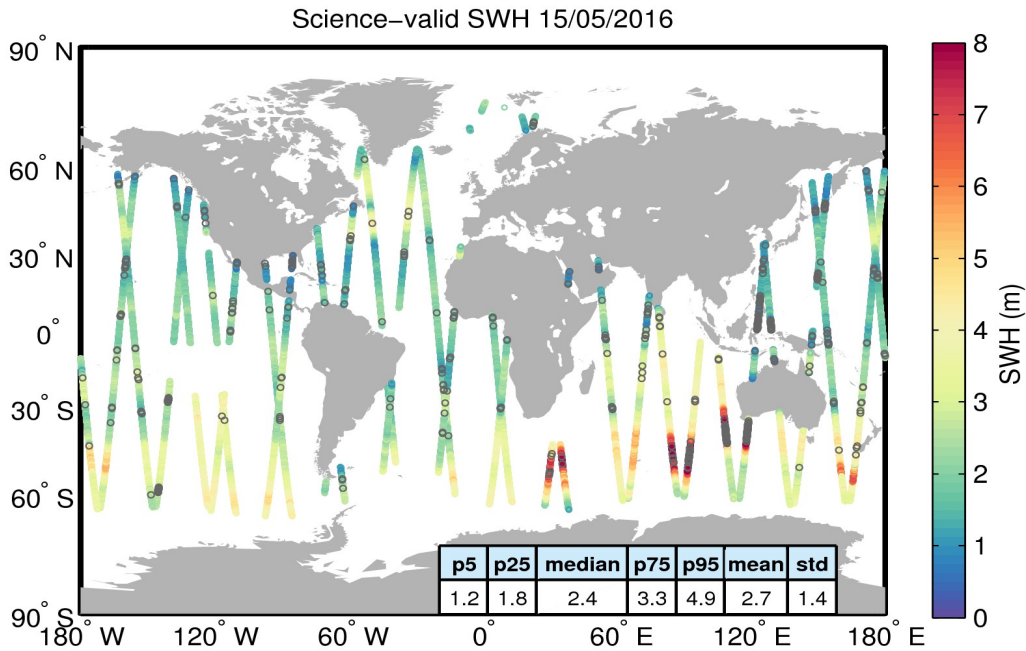 Science−valid SWH 15/05/2016
90° N
60° N
30° N
0°
30° S
60° S
90° S
180° W
120° W
60° W
0°
60° E
120° E
180° E
p5 p25 median p75 p95 mean std
1.2 1.8 2.4 3.3 4.9 2.7 1.4
8
7
6
5
4
3
2
1
0
SWH (m)